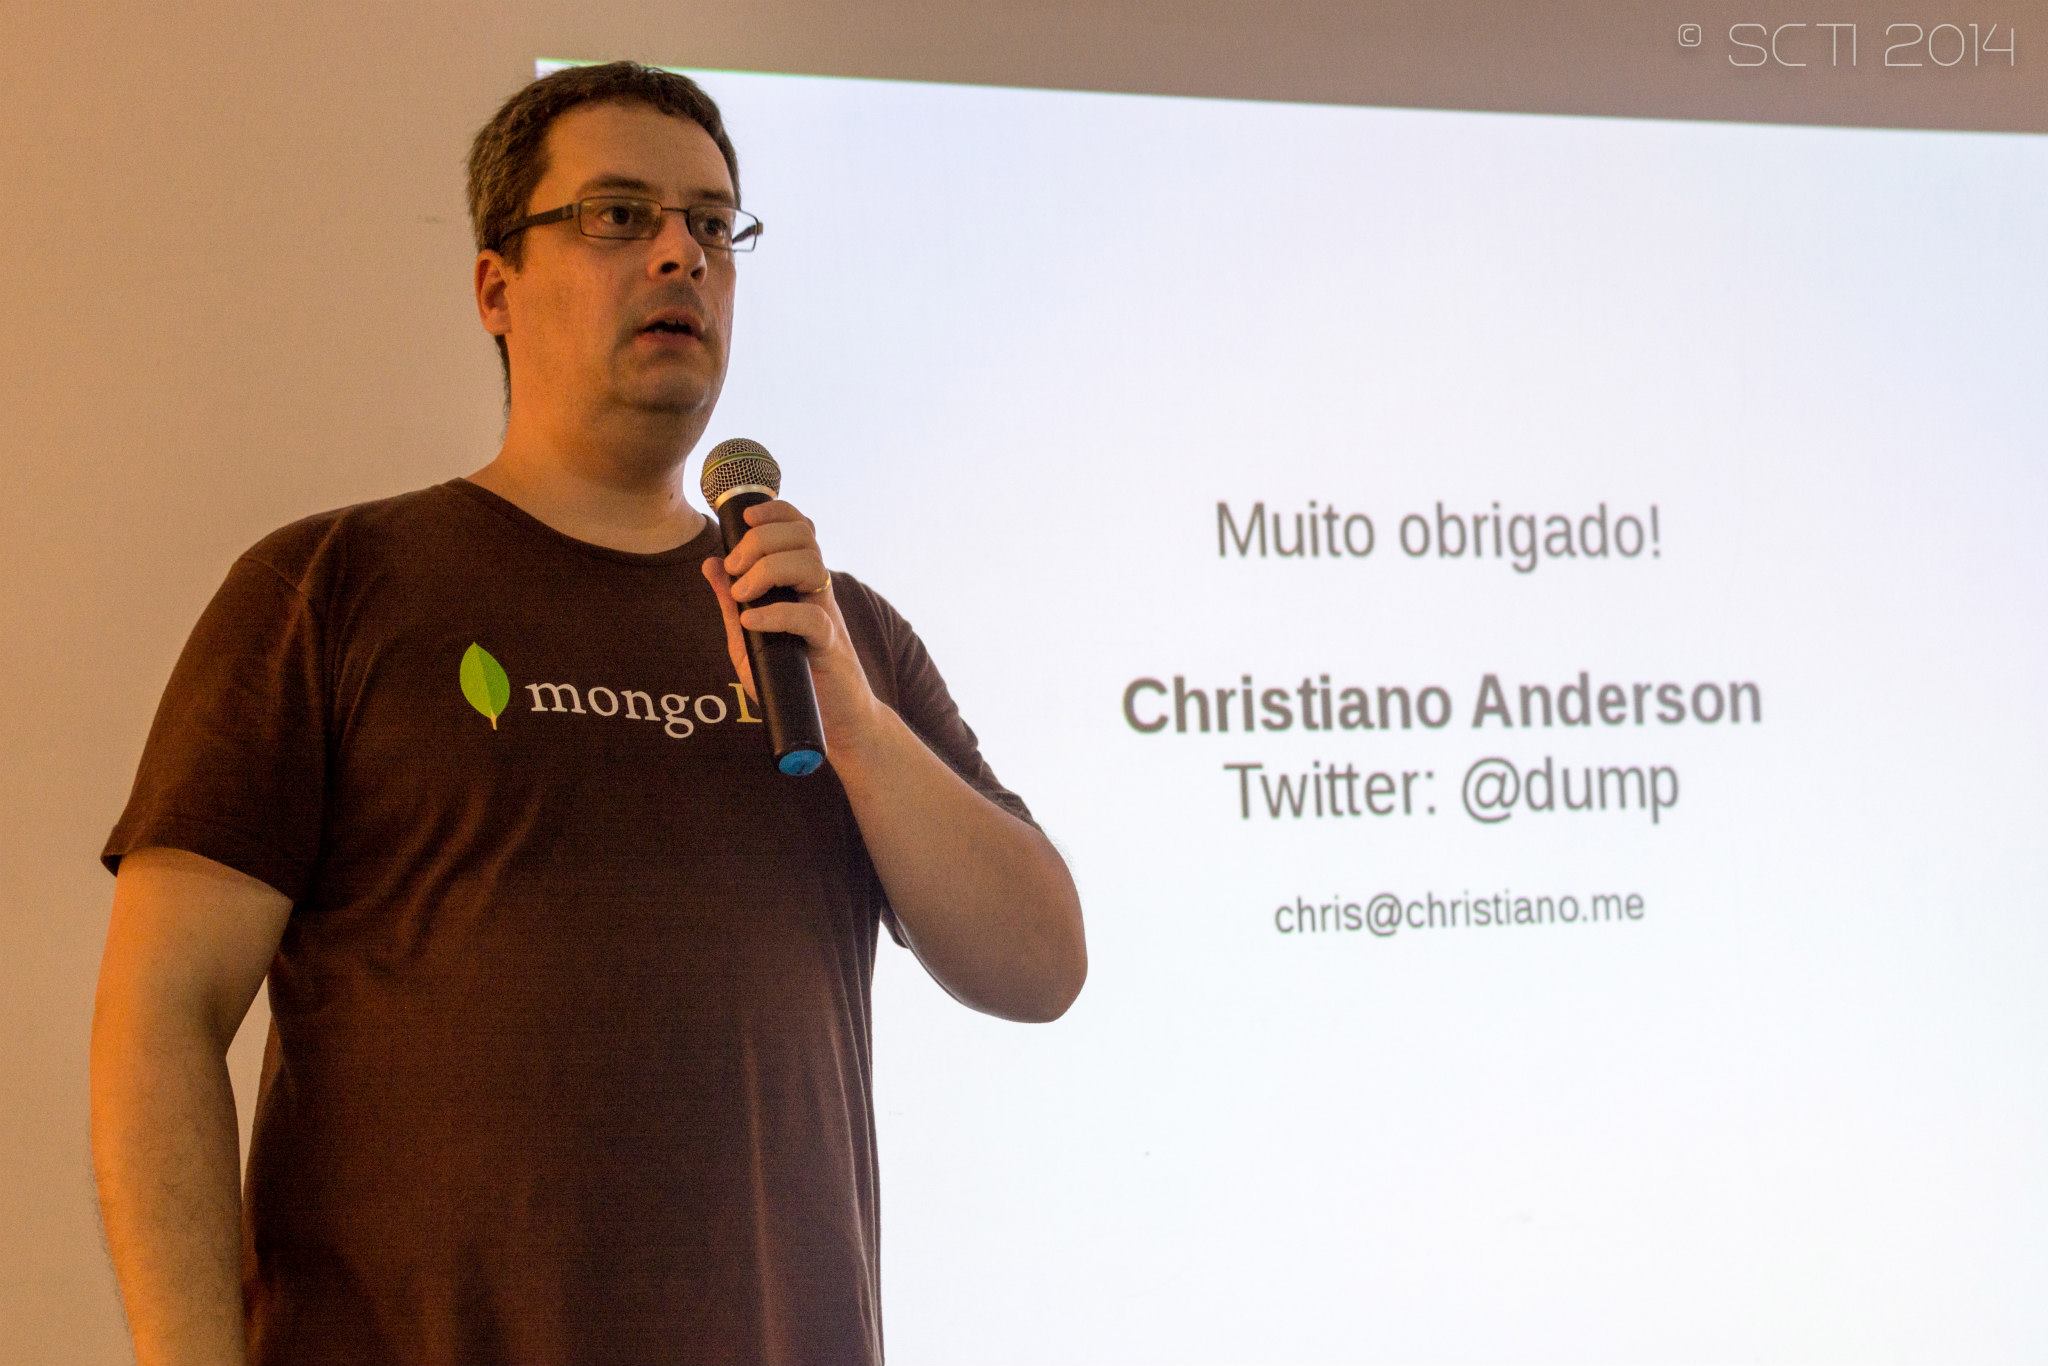 © SCTI 2014
Muito obrigado!
Christiano Anderson
Twitter: @dump
chris@christiano.me
mongo